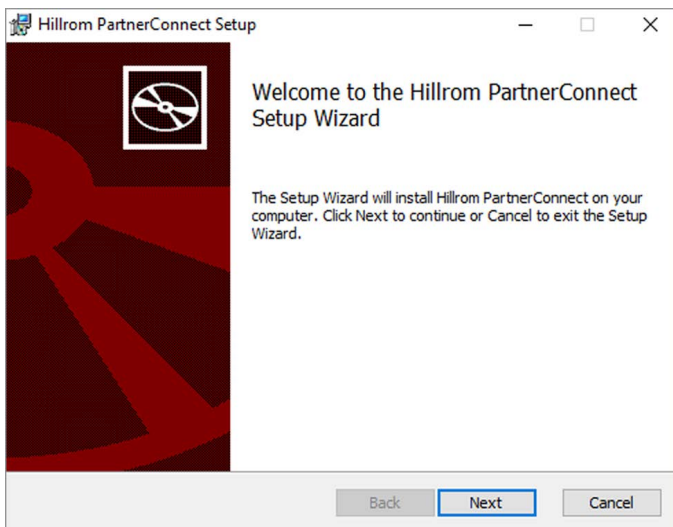 Hillrom PartnerConnect Setup
Welcome to the Hillrom PartnerConnect
Setup Wizard
The Setup Wizard will install Hillrom PartnerConnect on your
computer. Click Next to continue or Cancel to exit the Setup
Wizard.
Back Next Cancel